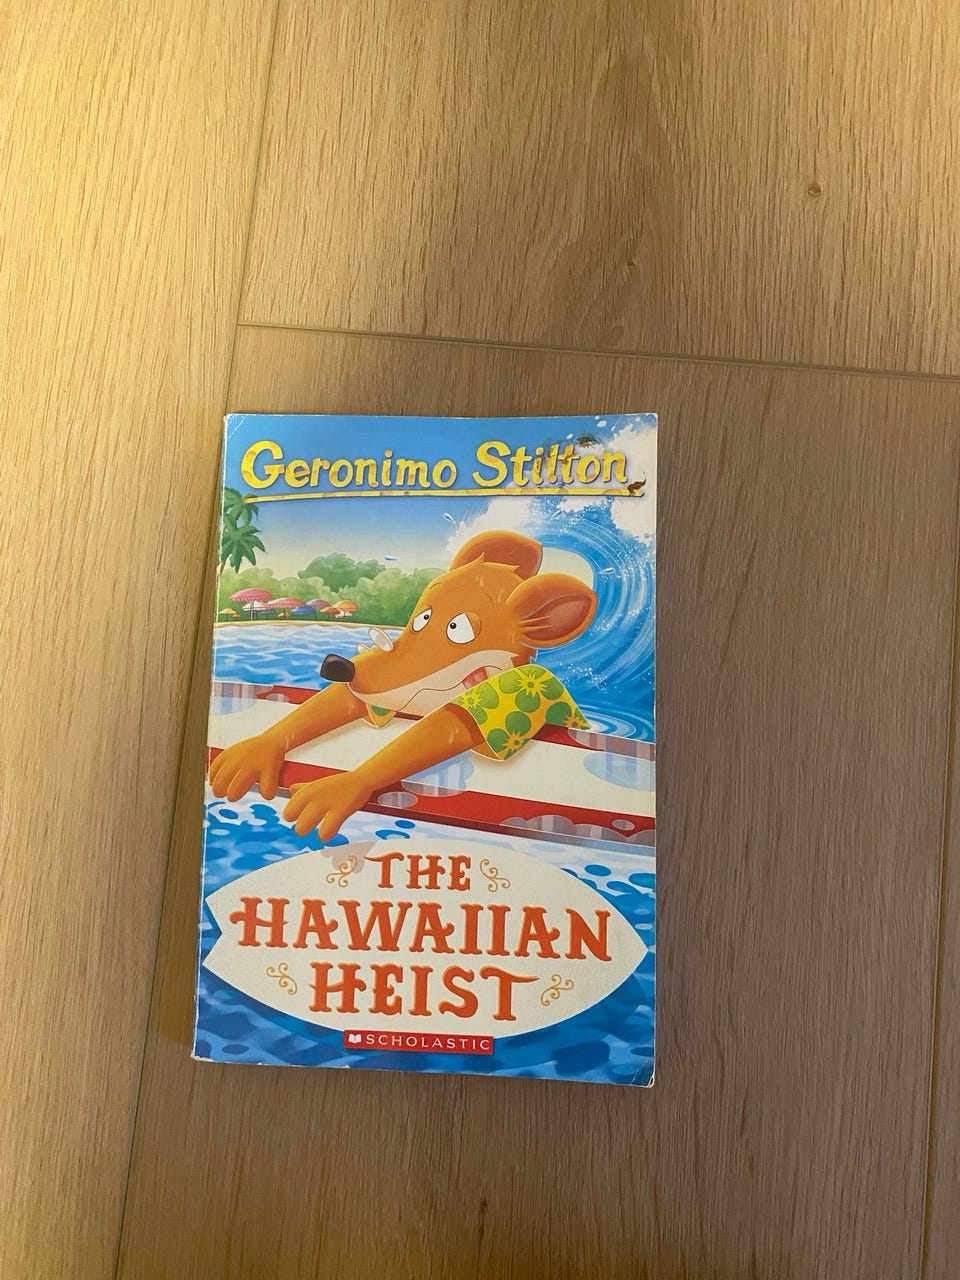 Geronimo Stilton
THE
HAWAIIAN
HEIST
SCHOLASTIC